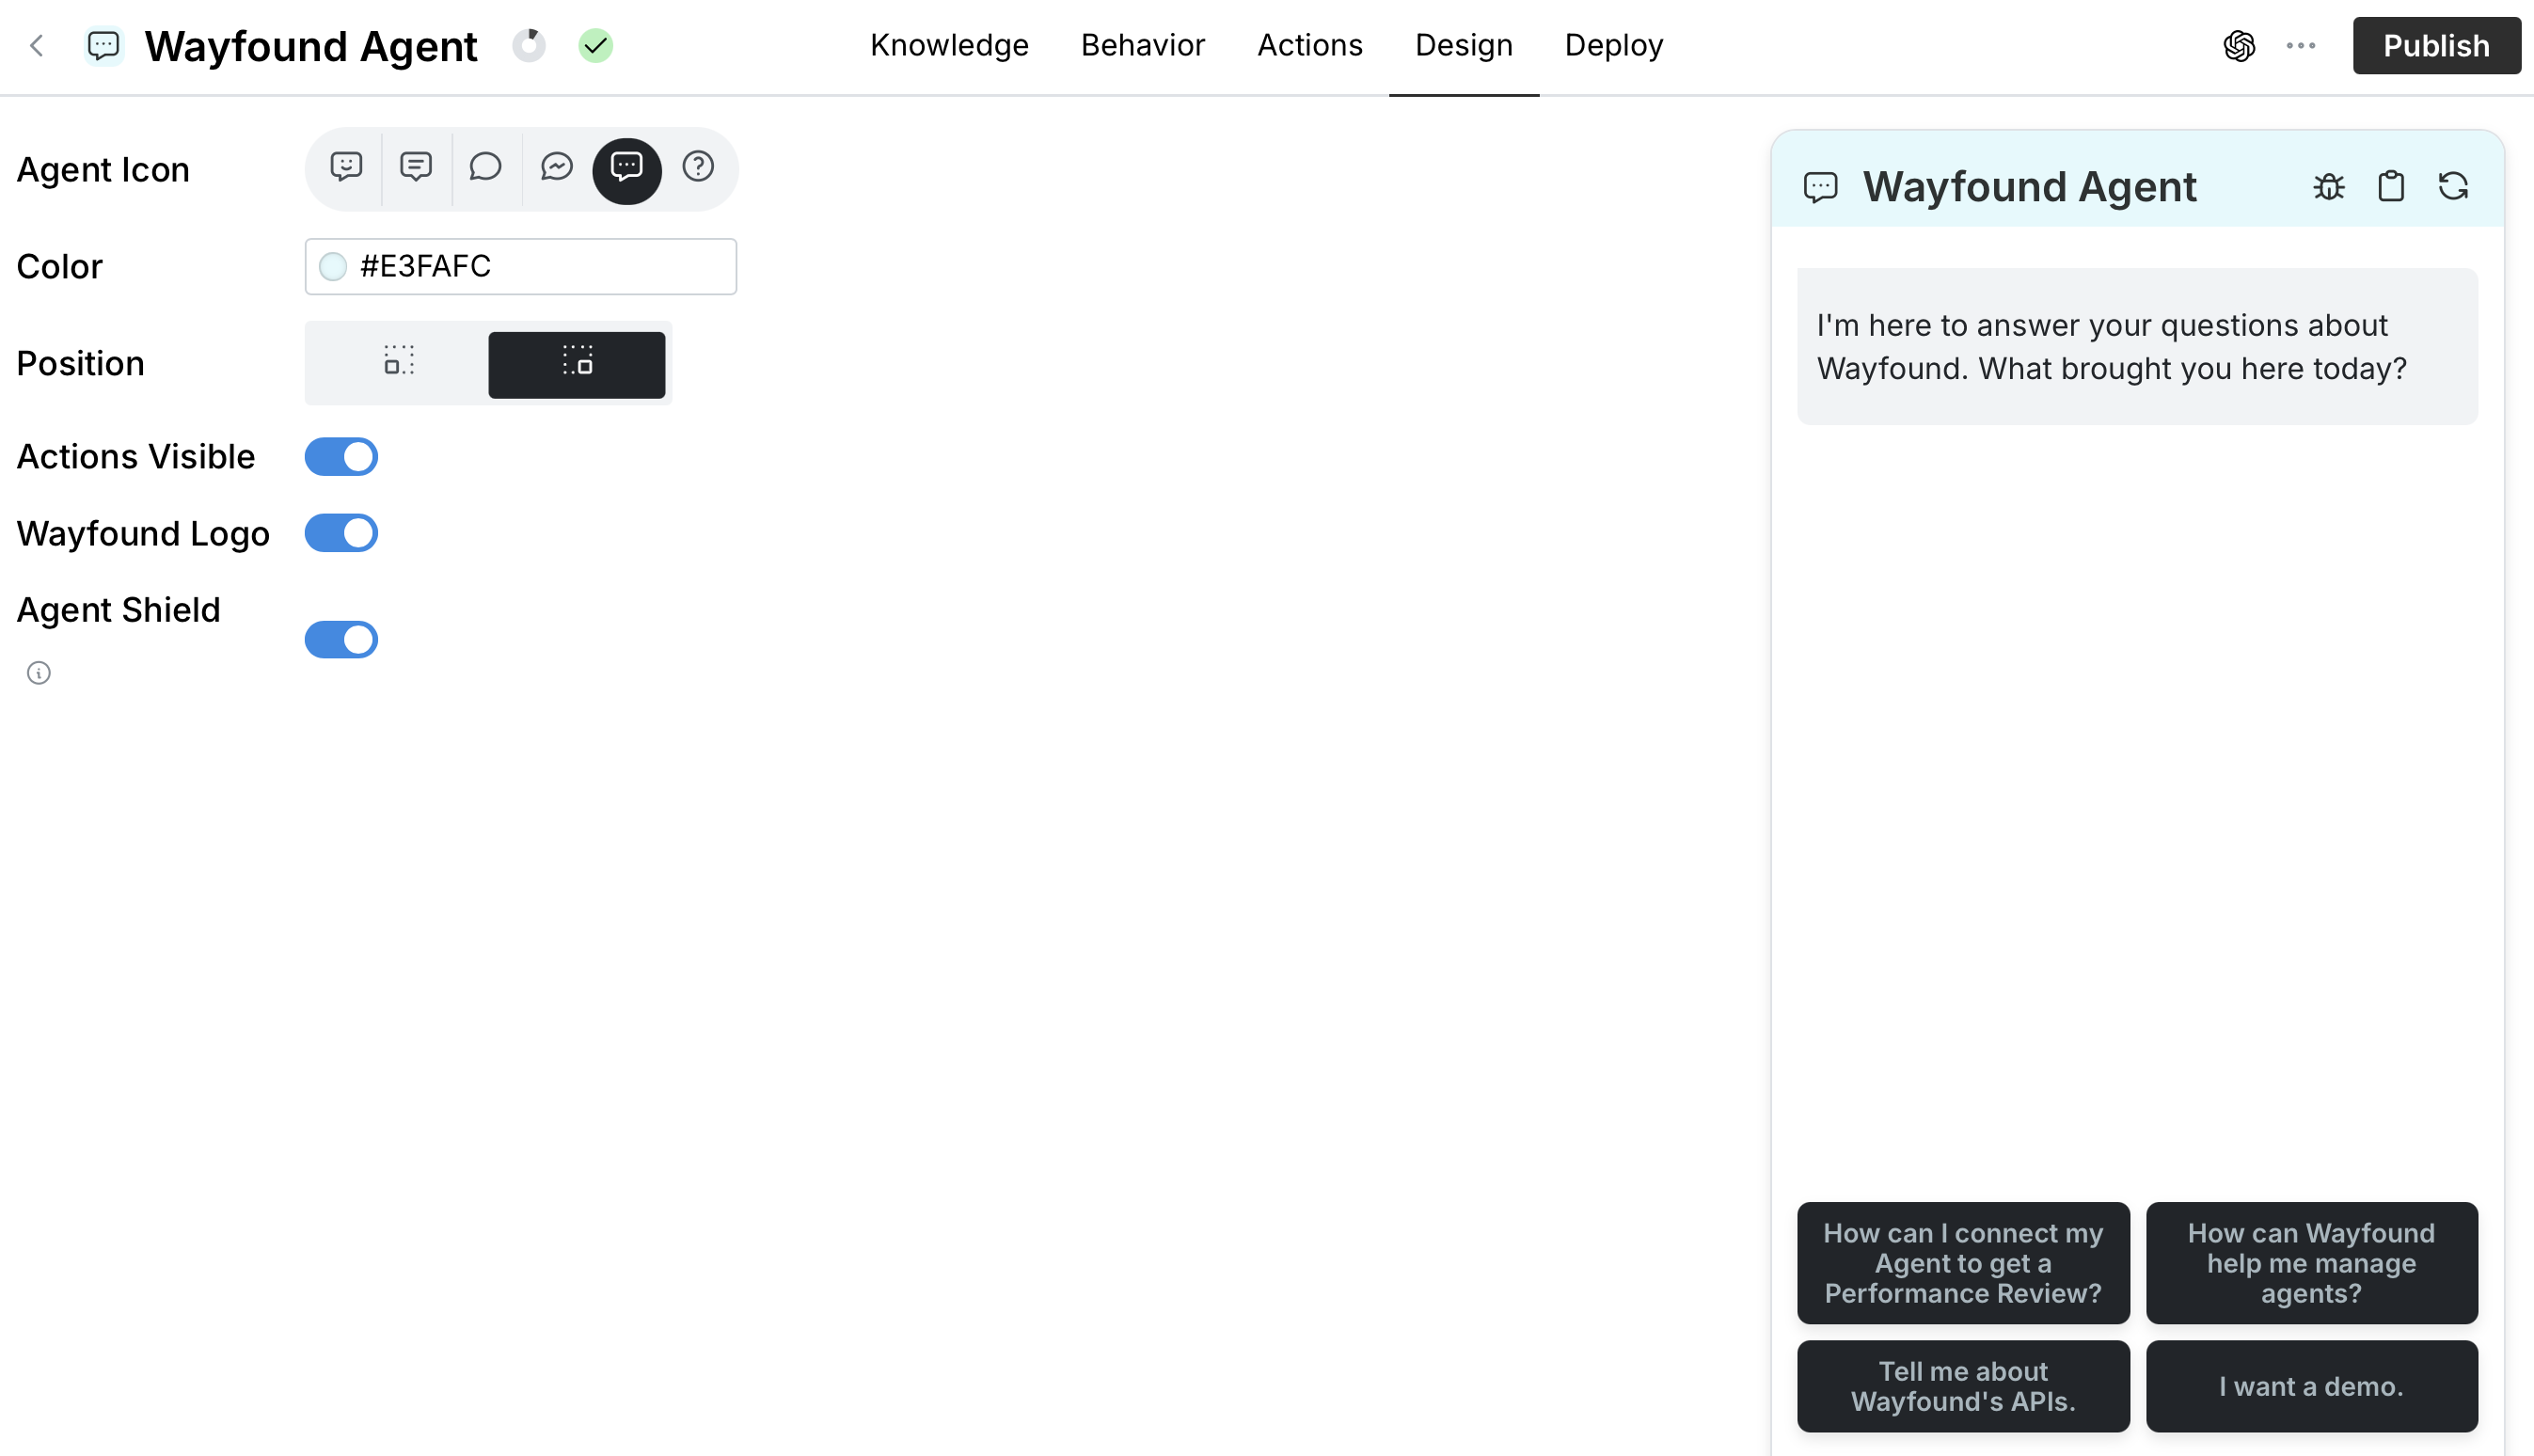 Wayfound Agent
Knowledge
Behavior
Actions
Design
Deploy
Publish
Agent Icon
Color
#E3FAFC
Position
Actions Visible
Wayfound Logo
Agent Shield
Wayfound Agent
I'm here to answer your questions about
Wayfound. What brought you here today?
How can I connect my
Agent to get a
Performance Review?
How can Wayfound
help me manage
agents?
Tell me about
Wayfound's APIs.
I want a demo.